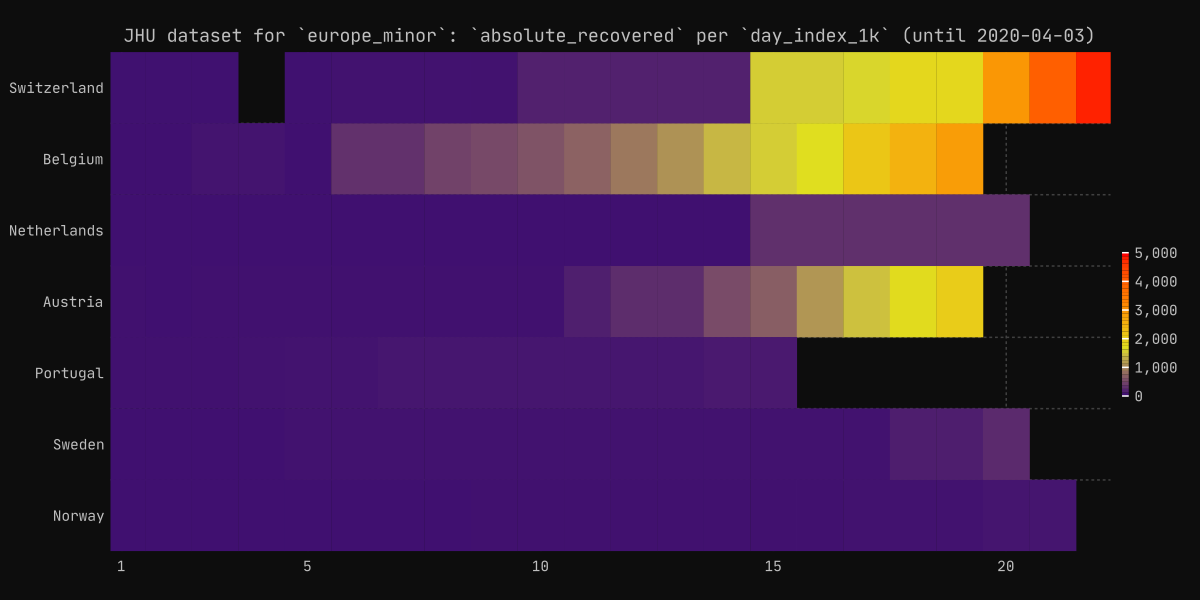 JHU dataset for `europe_minor`: `absolute_recovered` per `day_index_1k` (until 2020-04-03)
Switzerland
Belgium
Netherlands
Austria
Portugal
Sweden
Norway
5,000
4,000
3,000
2,000
1,000
0
1 5 10 15 20